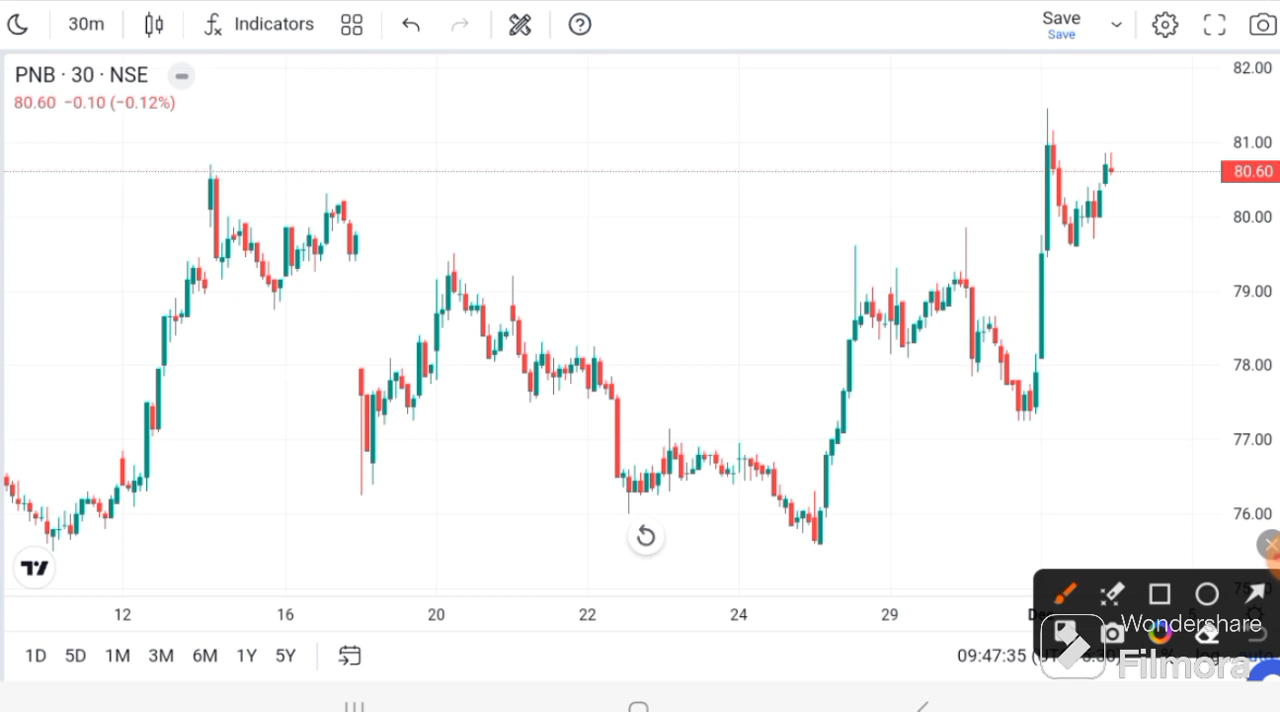 30m
Indicators
Save
Save
PNB · 30 · NSE
80.60 −0.10 (−0.12%)
82.00
81.00
80.60
80.00
79.00
78.00
77.00
76.00
12 16 20 22 24 29
1D 5D 1M 3M 6M 1Y 5Y
09:47:35
%
log
auto
Wondershare
Filmora